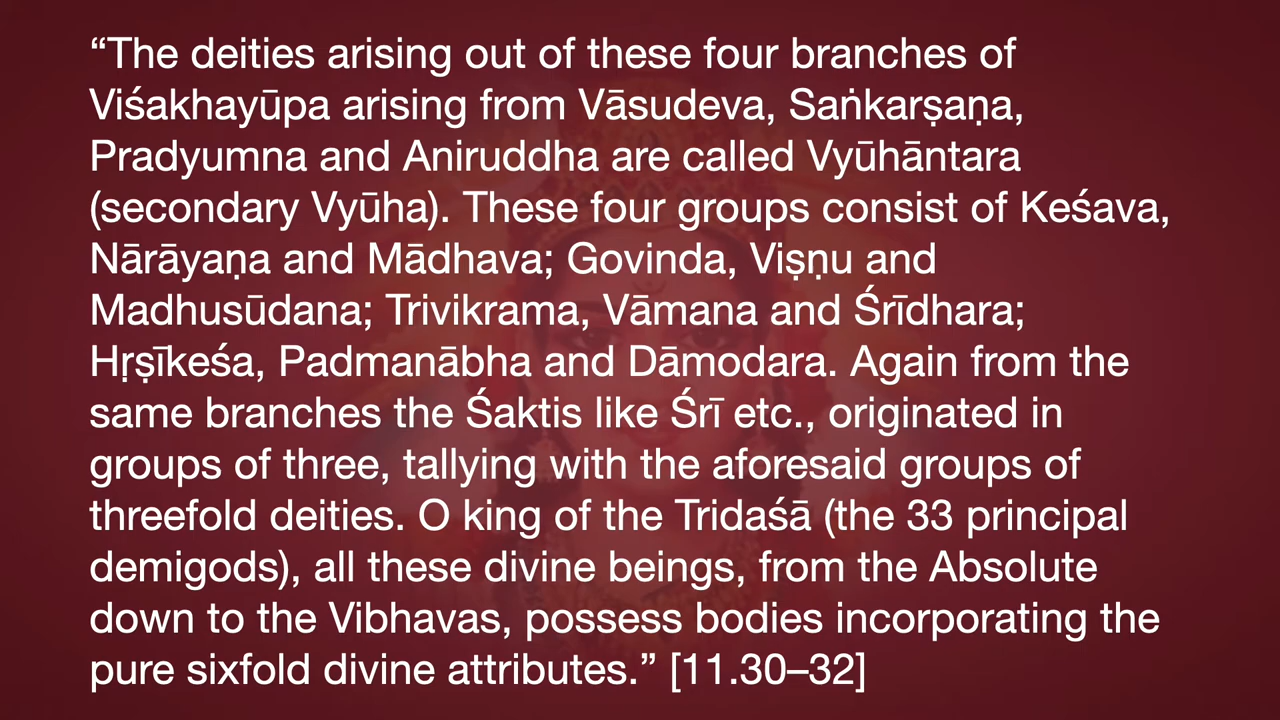 “The deities arising out of these four branches of
Viśakhayūpa arising from Vāsudeva, Saṅkarṣaṇa,
Pradyumna and Aniruddha are called Vyūhāntara
(secondary Vyūha). These four groups consist of Keśava,
Nārāyaṇa and Mādhava; Govinda, Viṣṇu and
Madhusūdana; Trivikrama, Vāmana and Śrīdhara;
Hṛṣīkeśa, Padmanābha and Dāmodara. Again from the
same branches the Śaktis like Śrī etc., originated in
groups of three, tallying with the aforesaid groups of
threefold deities. O king of the Tridaśā (the 33 principal
demigods), all these divine beings, from the Absolute
down to the Vibhavas, possess bodies incorporating the
pure sixfold divine attributes.” [11.30–32]